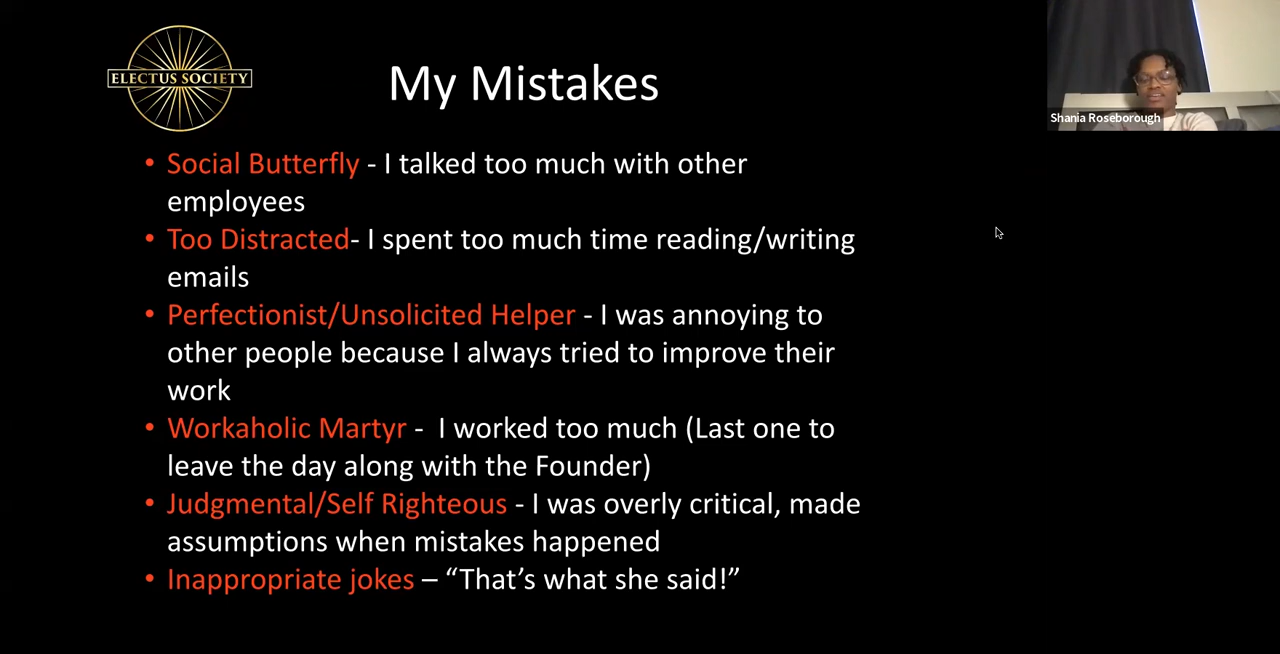 ELECTUS SOCIETY
My Mistakes
Shania Roseborough
• Social Butterfly - I talked too much with other
employees
• Too Distracted- I spent too much time reading/writing
emails
• Perfectionist/Unsolicited Helper - I was annoying to
other people because I always tried to improve their
work
• Workaholic Martyr -  I worked too much (Last one to
leave the day along with the Founder)
• Judgmental/Self Righteous - I was overly critical, made
assumptions when mistakes happened
• Inappropriate jokes – “That’s what she said!”